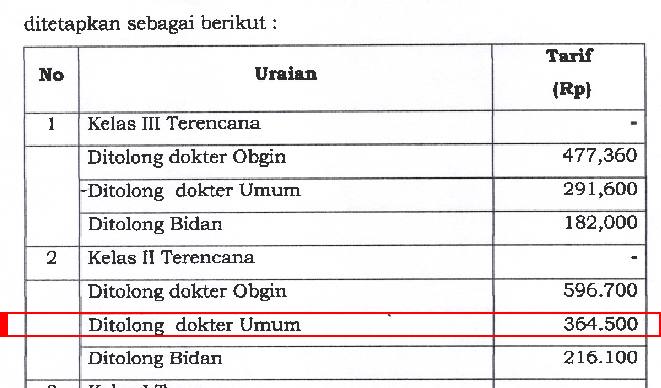 ditetapkan sebagai berikut :
No Uraian Tarif (Rp)
1 Kelas III Terencana -
Ditolong dokter Obgin 477,360
-Ditolong dokter Umum 291,600
Ditolong Bidan 182,000
2 Kelas II Terencana -
Ditolong dokter Obgin 596.700
Ditolong dokter Umum 364.500
Ditolong Bidan 216.100